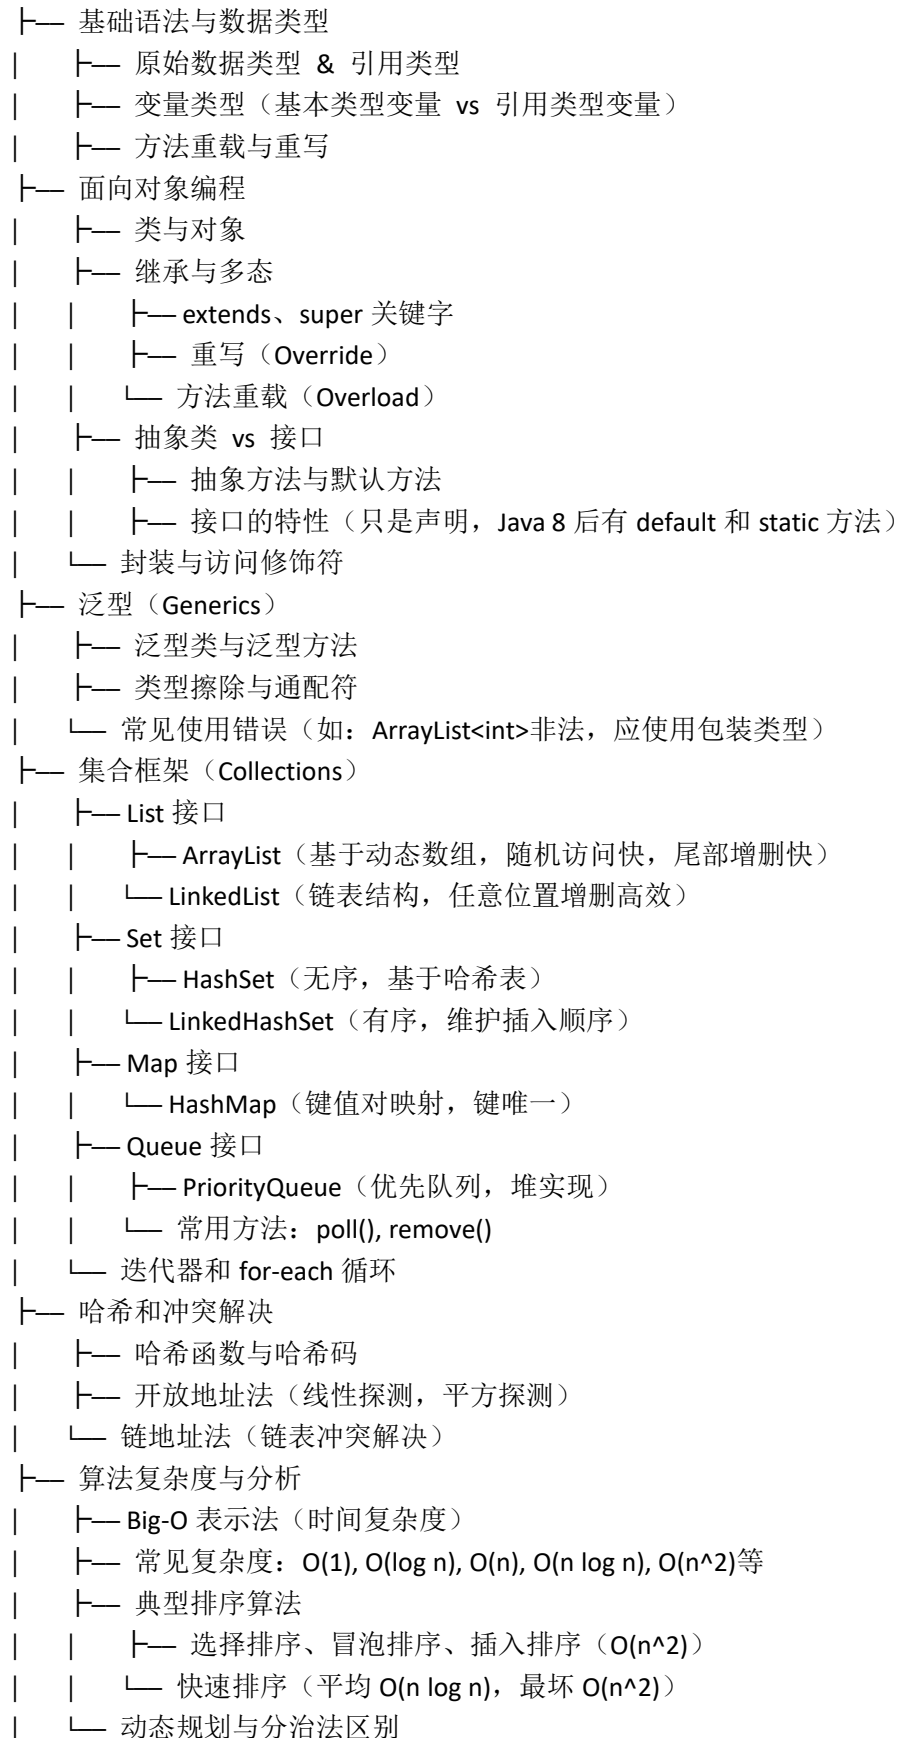 ├── 基础语法与数据类型
│ ├── 原始数据类型 & 引用类型
│ ├── 变量类型（基本类型变量 vs 引用类型变量）
│ ├── 方法重载与重写
├── 面向对象编程
│ ├── 类与对象
│ ├── 继承与多态
│ │ ├── extends、super 关键字
│ │ ├── 重写（Override）
│ │ └── 方法重载（Overload）
│ ├── 抽象类 vs 接口
│ │ ├── 抽象方法与默认方法
│ │ ├── 接口的特性（只是声明，Java 8 后有 default 和 static 方法）
│ └── 封装与访问修饰符
├── 泛型（Generics）
│ ├── 泛型类与泛型方法
│ ├── 类型擦除与通配符
│ └── 常见使用错误（如：ArrayList<int>非法，应使用包装类型）
├── 集合框架（Collections）
│ ├── List 接口
│ │ ├── ArrayList（基于动态数组，随机访问快，尾部增删快）
│ │ └── LinkedList（链表结构，任意位置增删高效）
│ ├── Set 接口
│ │ ├── HashSet（无序，基于哈希表）
│ │ └── LinkedHashSet（有序，维护插入顺序）
│ ├── Map 接口
│ │ └── HashMap（键值对映射，键唯一）
│ ├── Queue 接口
│ │ ├── PriorityQueue（优先队列，堆实现）
│ │ └── 常用方法：poll(), remove()
│ └── 迭代器和 for-each 循环
├── 哈希和冲突解决
│ ├── 哈希函数与哈希码
│ ├── 开放地址法（线性探测，平方探测）
│ └── 链地址法（链表冲突解决）
├── 算法复杂度与分析
│ ├── Big-O 表示法（时间复杂度）
│ ├── 常见复杂度：O(1), O(log n), O(n), O(n log n), O(n^2)等
│ ├── 典型排序算法
│ │ ├── 选择排序、冒泡排序、插入排序（O(n^2)）
│ │ └── 快速排序（平均 O(n log n)，最坏 O(n^2)）
│ └── 动态规划与分治法区别